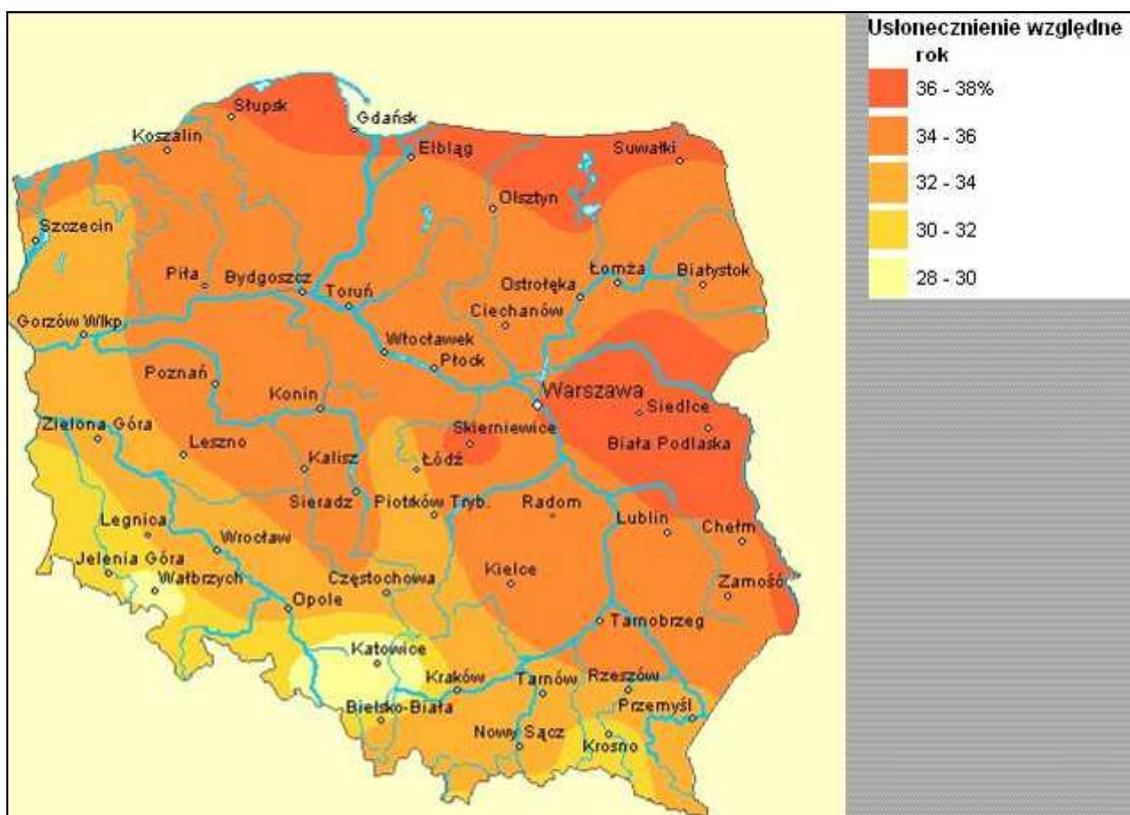 Usłonecznienie względne
rok
36 - 38%
34 - 36
32 - 34
30 - 32
28 - 30
Słupsk
Gdańsk
Koszalin
Elbląg
Suwałki
Olsztyn
Szczecin
Piła
Bydgoszcz
Toruń
Ostrołęka
Łomża
Białystok
Ciechanów
Gorzów Wlkp
Włocławek
Płock
Poznań
Konin
Warszawa
Siedlce
Zielona Góra
Leszno
Kalisz
Łódź
Skierniewice
Biała Podlaska
Sieradz
Piotrków Tryb.
Radom
Lublin
Chełm
Legnica
Wrocław
Jelenia Góra
Wałbrzych
Opole
Częstochowa
Kielce
Zamość
Tarnobrzeg
Katowice
Kraków
Tarnów
Rzeszów
Bielsko-Biała
Przemyśl
Nowy Sącz
Krosno